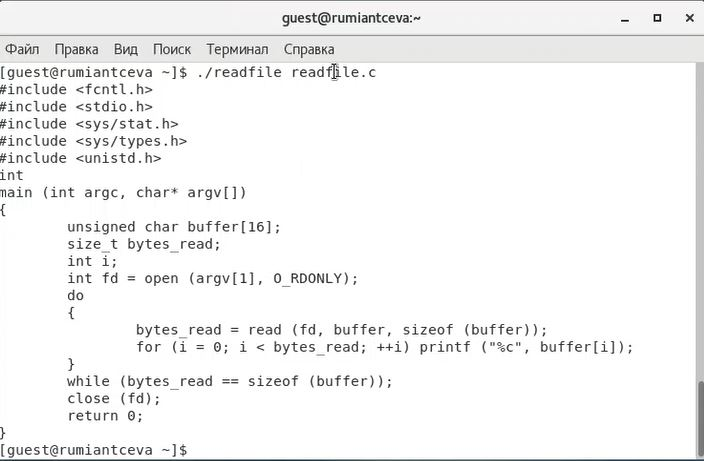 guest@rumiantceva:~
Файл Правка Вид Поиск Терминал Справка
[guest@rumiantceva ~]$ ./readfile readfile.c
#include <fcntl.h>
#include <stdio.h>
#include <sys/stat.h>
#include <sys/types.h>
#include <unistd.h>
int
main (int argc, char* argv[])
{
        unsigned char buffer[16];
        size_t bytes_read;
        int i;
        int fd = open (argv[1], O_RDONLY);
        do
        {
                bytes_read = read (fd, buffer, sizeof (buffer));
                for (i = 0; i < bytes_read; ++i) printf ("%c", buffer[i]);
        }
        while (bytes_read == sizeof (buffer));
        close (fd);
        return 0;
}
[guest@rumiantceva ~]$